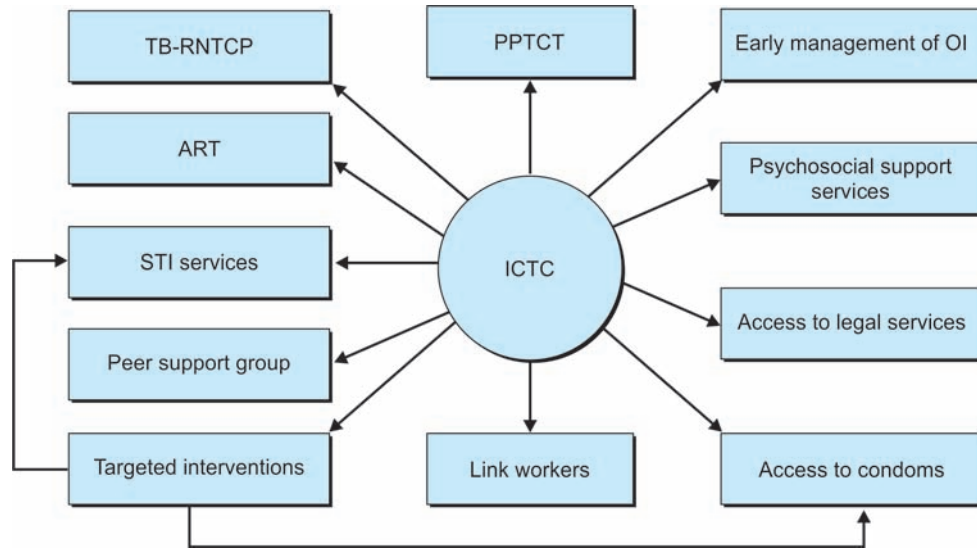 TB-RNTCP
PPTCT
Early management of OI
ART
Psychosocial support
services
STI services
ICTC
Access to legal services
Peer support group
Targeted interventions
Link workers
Access to condoms